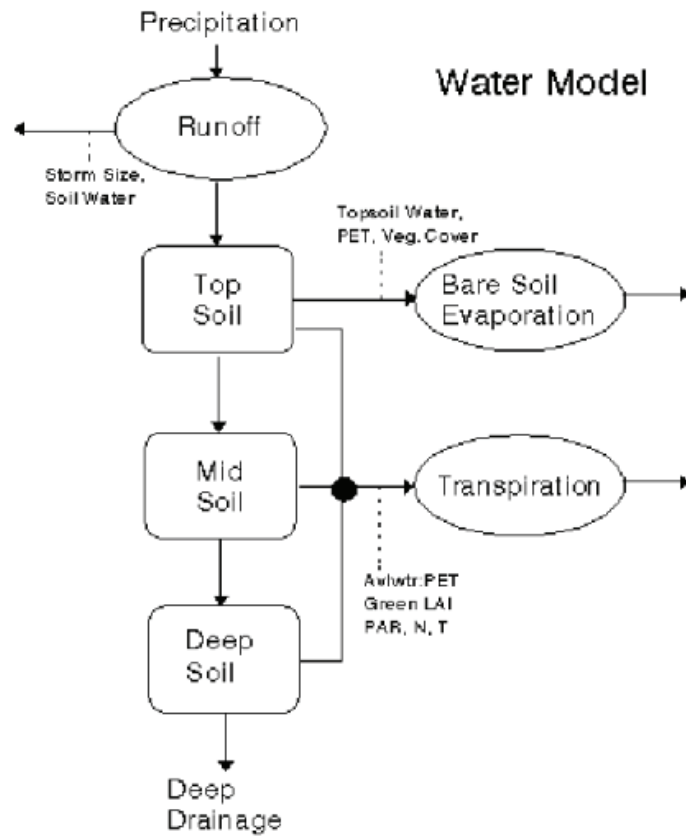 Precipitation
Water Model
Runoff
Storm Size,
Soil Water
Topsoil Water,
PET, Veg. Cover
Top
Soil
Bare Soil
Evaporation
Mid
Soil
Transpiration
Avlwtr:PET
Green LAI
PAR, N, T
Deep
Soil
Deep
Drainage